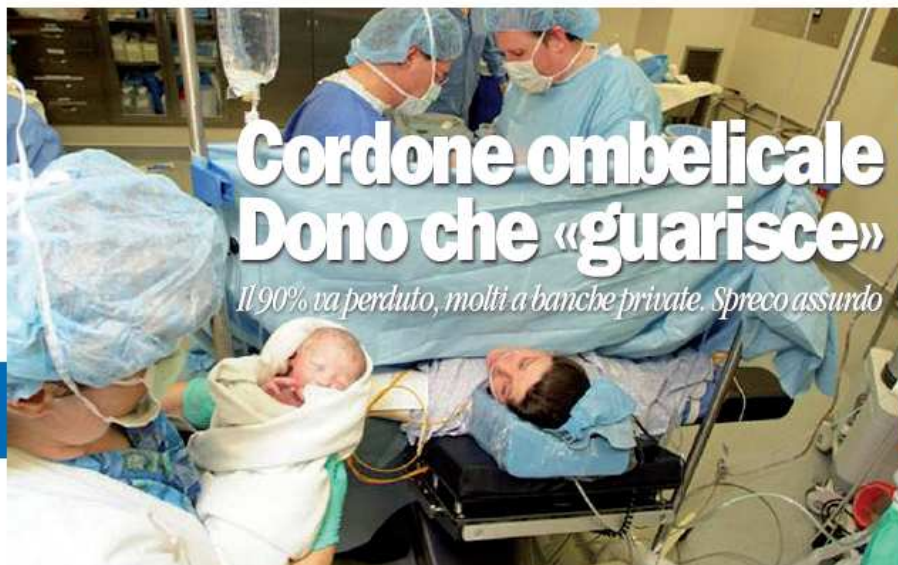 Cordone ombelicale
Dono che «guarisce»
Il 90% va perduto, molti a banche private. Spreco assurdo